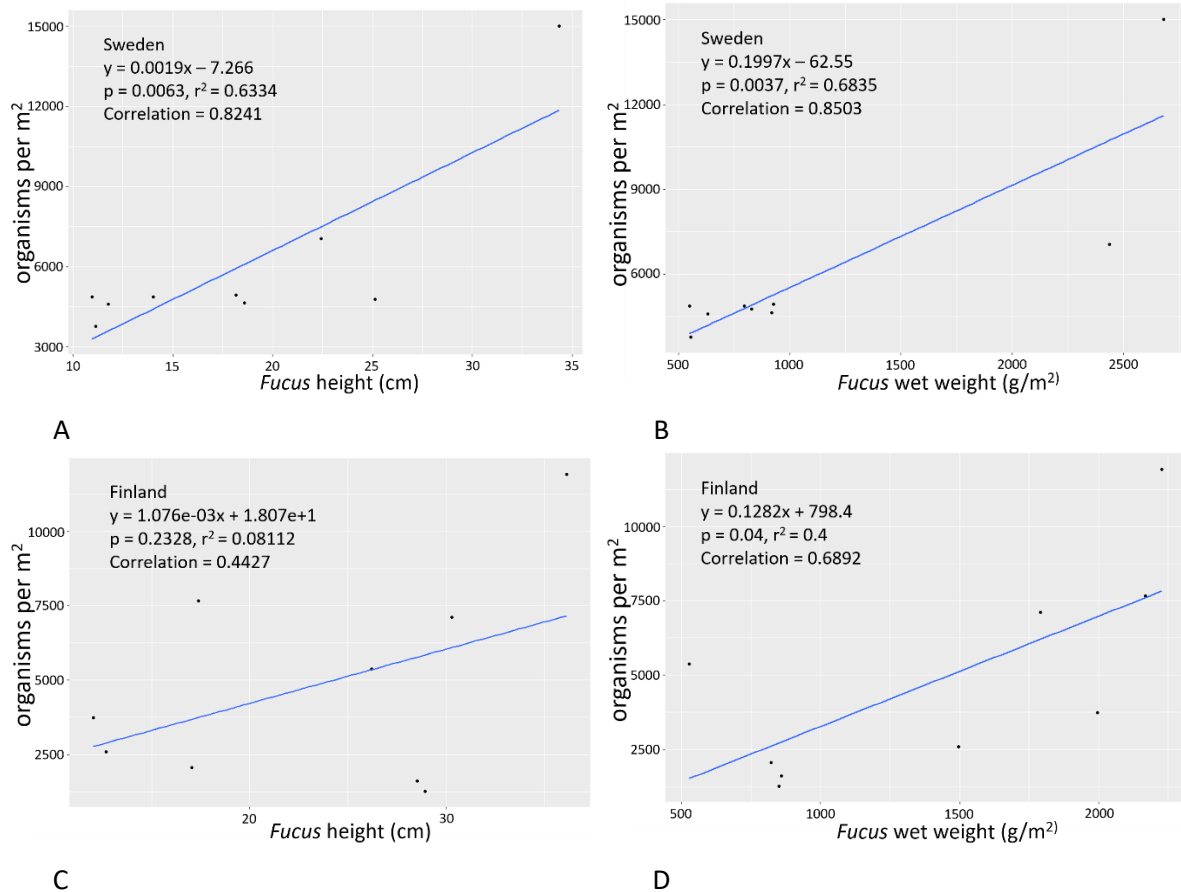 Sweden
y = 0.0019x – 7.266
p = 0.0063, r² = 0.6334
Correlation = 0.8241
organisms per m²
15000
12000
9000
6000
3000
10 15 20 25 30 35
Fucus height (cm)
A
Sweden
y = 0.1997x – 62.55
p = 0.0037, r² = 0.6835
Correlation = 0.8503
organisms per m²
15000
12000
9000
6000
500 1000 1500 2000 2500
Fucus wet weight (g/m²)
B
Finland
y = 1.076e-03x + 1.807e+1
p = 0.2328, r² = 0.08112
Correlation = 0.4427
organisms per m²
10000
7500
5000
2500
20 30
Fucus height (cm)
C
Finland
y = 0.1282x + 798.4
p = 0.04, r² = 0.4
Correlation = 0.6892
organisms per m²
10000
7500
5000
2500
500 1000 1500 2000
Fucus wet weight (g/m²)
D